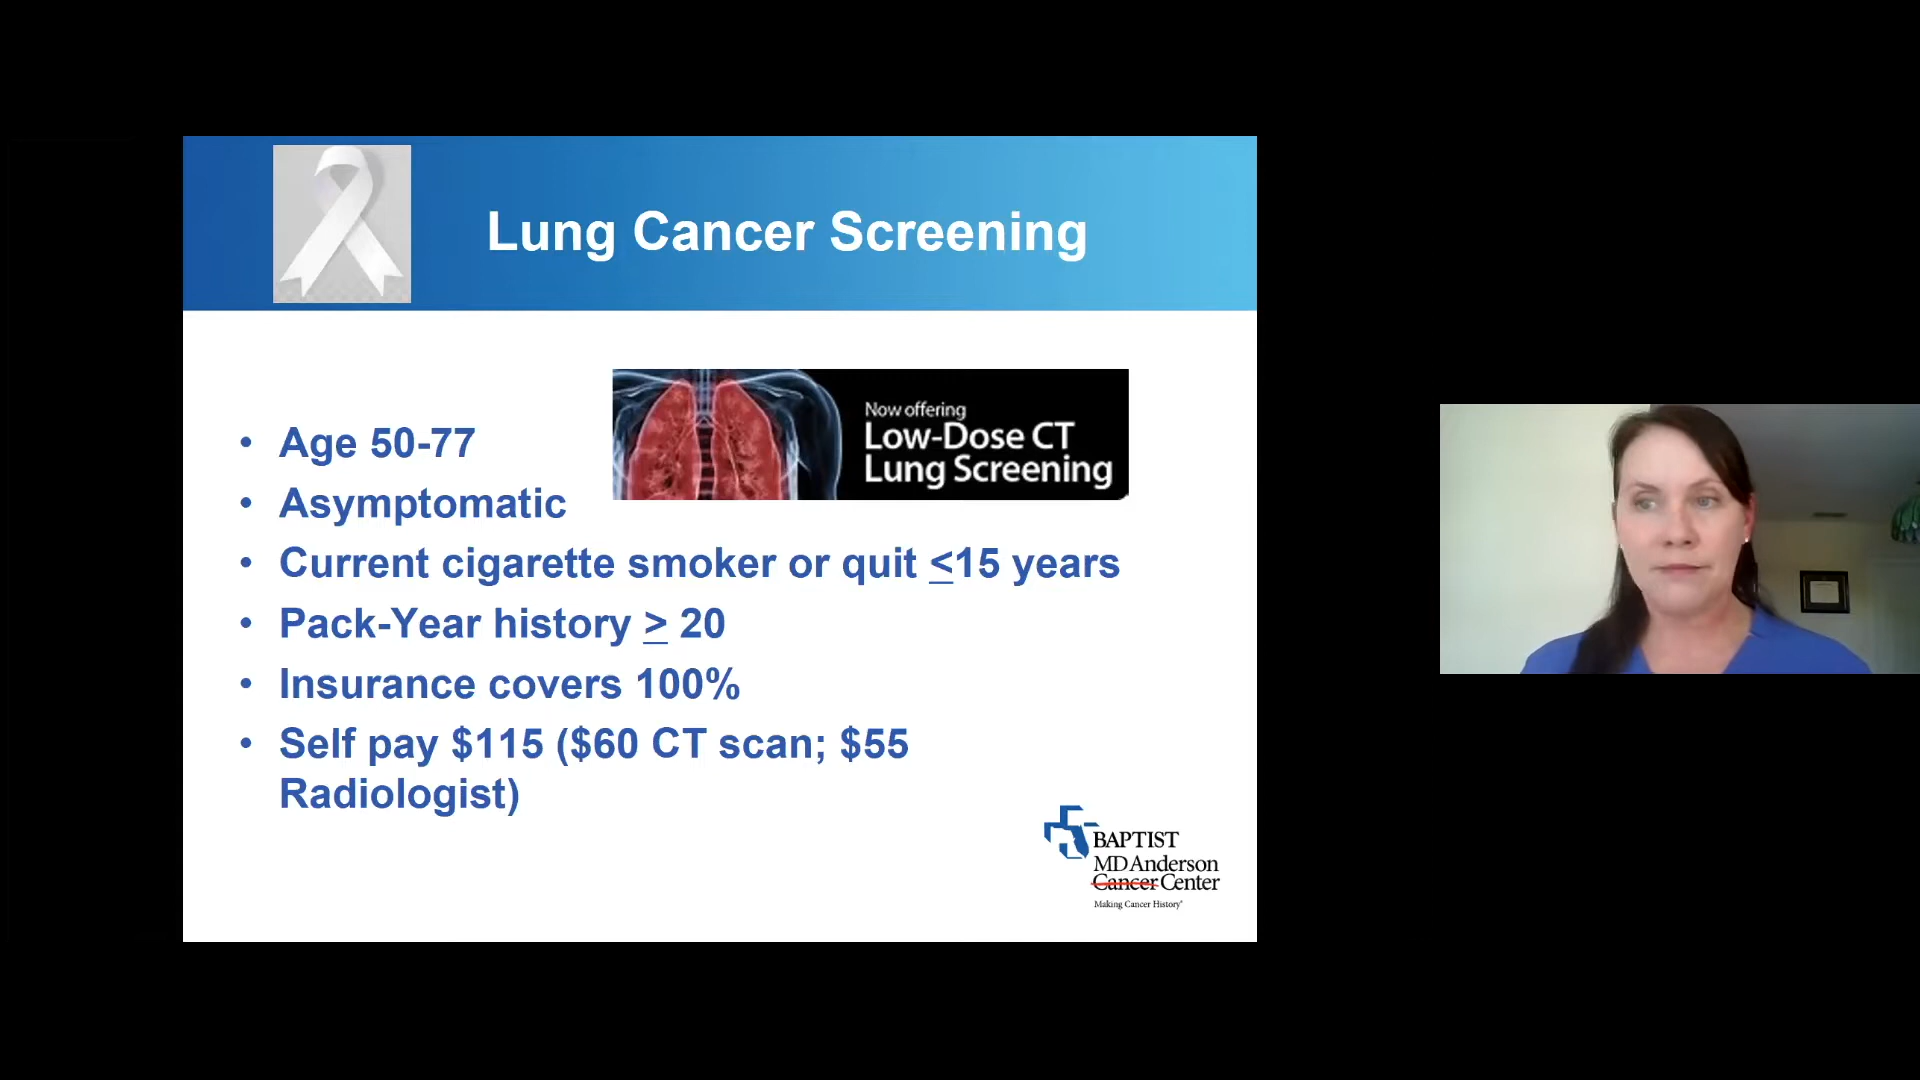 Lung Cancer Screening
Now offering
Low-Dose CT
Lung Screening
• Age 50-77
• Asymptomatic
• Current cigarette smoker or quit <15 years
• Pack-Year history > 20
• Insurance covers 100%
• Self pay $115 ($60 CT scan; $55
Radiologist)
BAPTIST
MD Anderson
Cancer Center
Making Cancer History®